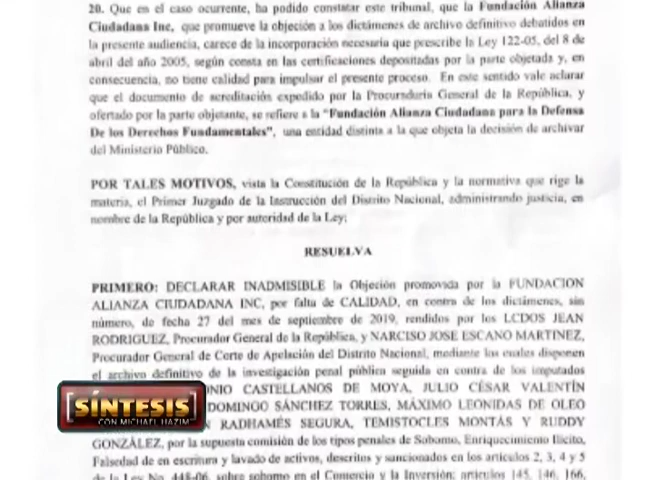 20. Que en el caso ocurrente, ha podido constatar este tribunal, que la Fundación Alianza
Ciudadana Inc, que promueve la objeción a los dictámenes de archivo definitivo debatidos en
la presente audiencia, carece de la incorporación necesaria que prescribe la Ley 122-05, del 8 de
abril del año 2005, según consta en las certificaciones depositadas por la parte objetada y, en
consecuencia, no tiene calidad para impulsar el presente proceso. En este sentido vale aclarar
que el documento de acreditación expedido por la Procuraduría General de la República, y
ofertado por la parte objetante, se refiere a la "Fundación Alianza Ciudadana para la Defensa
De los Derechos Fundamentales", una entidad distinta a la que objeta la decisión de archivar
del Ministerio Público.
POR TALES MOTIVOS, vista la Constitución de la República y la normativa que rige la
materia, el Primer Juzgado de la Instrucción del Distrito Nacional, administrando justicia, en
nombre de la República y por autoridad de la Ley;
RESUELVA
PRIMERO: DECLARAR INADMISIBLE la Objeción promovida por la FUNDACION
ALIANZA CIUDADANA INC, por falta de CALIDAD, en contra de los dictámenes, sin
número, de fecha 27 del mes de septiembre de 2019, rendidos por los LCDOS JEAN
RODRIGUEZ, Procurador General de la República, y NARCISO JOSE ESCANO MARTINEZ,
Procurador General de Corte de Apelación del Distrito Nacional, mediante los cuales disponen
el archivo definitivo de la investigación penal pública seguida en contra de los imputados
ONIO CASTELLANOS DE MOYA, JULIO CÉSAR VALENTÍN
DOMINGO SÁNCHEZ TORRES, MÁXIMO LEONIDAS DE OLEO
RADHAMÉS SEGURA, TEMISTOCLES MONTÁS Y RUDDY
GONZÁLEZ, por la supuesta comisión de los tipos penales de Soborno, Enriquecimiento Ilícito,
Falsedad de en escritura y lavado de activos, descritos y sancionados en los artículos 2, 3, 4 y 5
de la Ley No. 448-06, sobre soborno en el Comercio y la Inversión; artículos 145, 146, 166,
SÍNTESIS
CON MICHAEL HAZIM